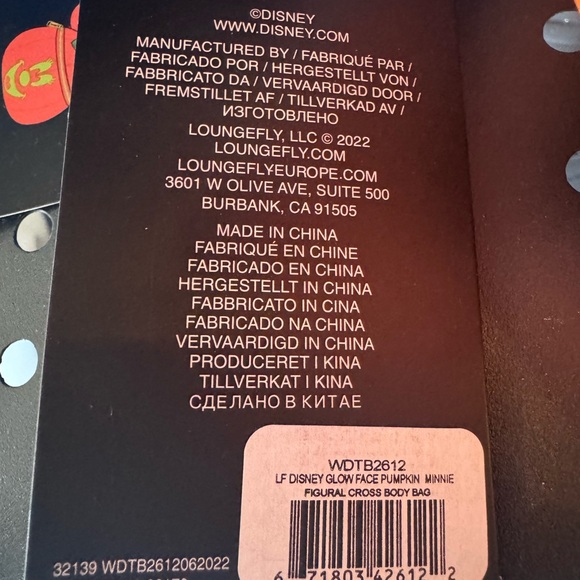 ©DISNEY
WWW.DISNEY.COM
MANUFACTURED BY / FABRIQUÉ PAR /
FABRICADO POR / HERGESTELLT VON /
FABBRICATO DA / VERVAARDIGD DOOR /
FREMSTILLET AF / TILLVERKAD AV /
ИЗГОТОВЛЕНО
LOUNGEFLY, LLC © 2022
LOUNGEFLY.COM
LOUNGEFLYEUROPE.COM
3601 W OLIVE AVE, SUITE 500
BURBANK, CA 91505
MADE IN CHINA
FABRIQUÉ EN CHINE
FABRICADO EN CHINA
HERGESTELLT IN CHINA
FABBRICATO IN CINA
FABRICADO NA CHINA
VERVAARDIGD IN CHINA
PRODUCERET I KINA
TILLVERKAT I KINA
СДЕЛАНО В КИТАЕ
WDTB2612
LF DISNEY GLOW FACE PUMPKIN MINNIE
FIGURAL CROSS BODY BAG
6 71803 42612 2
32139 WDTB2612062022